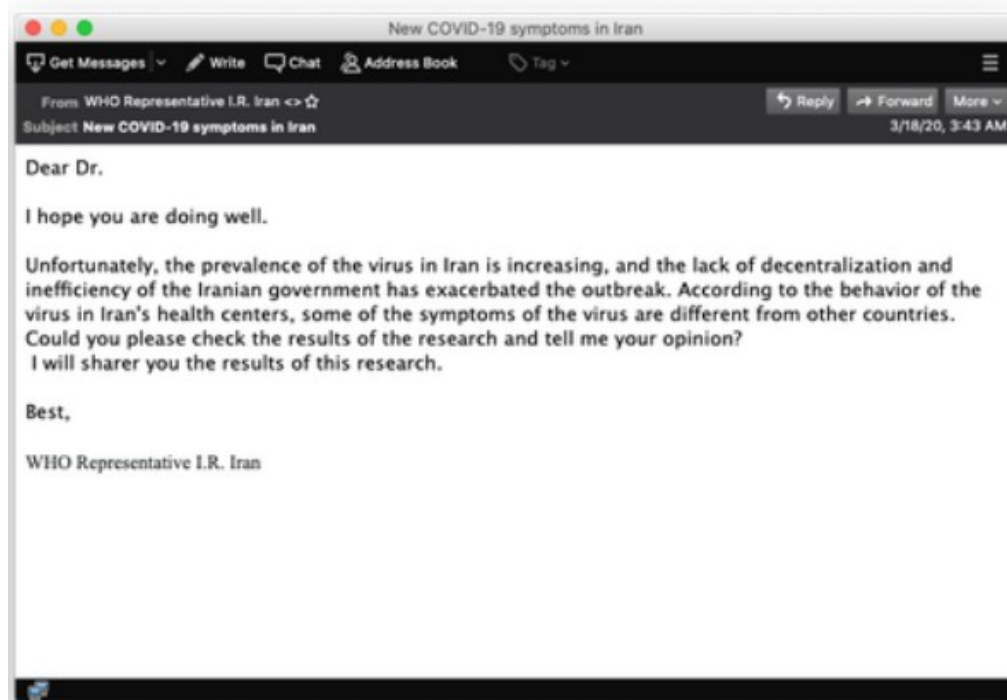 New COVID-19 symptoms in Iran
Get Messages Write Chat Address Book Tag
From WHO Representative I.R. Iran <> Reply Forward More
Subject New COVID-19 symptoms in Iran 3/18/20, 3:43 AM
Dear Dr.
I hope you are doing well.
Unfortunately, the prevalence of the virus in Iran is increasing, and the lack of decentralization and
inefficiency of the Iranian government has exacerbated the outbreak. According to the behavior of the
virus in Iran's health centers, some of the symptoms of the virus are different from other countries.
Could you please check the results of the research and tell me your opinion?
I will sharer you the results of this research.
Best,
WHO Representative I.R. Iran